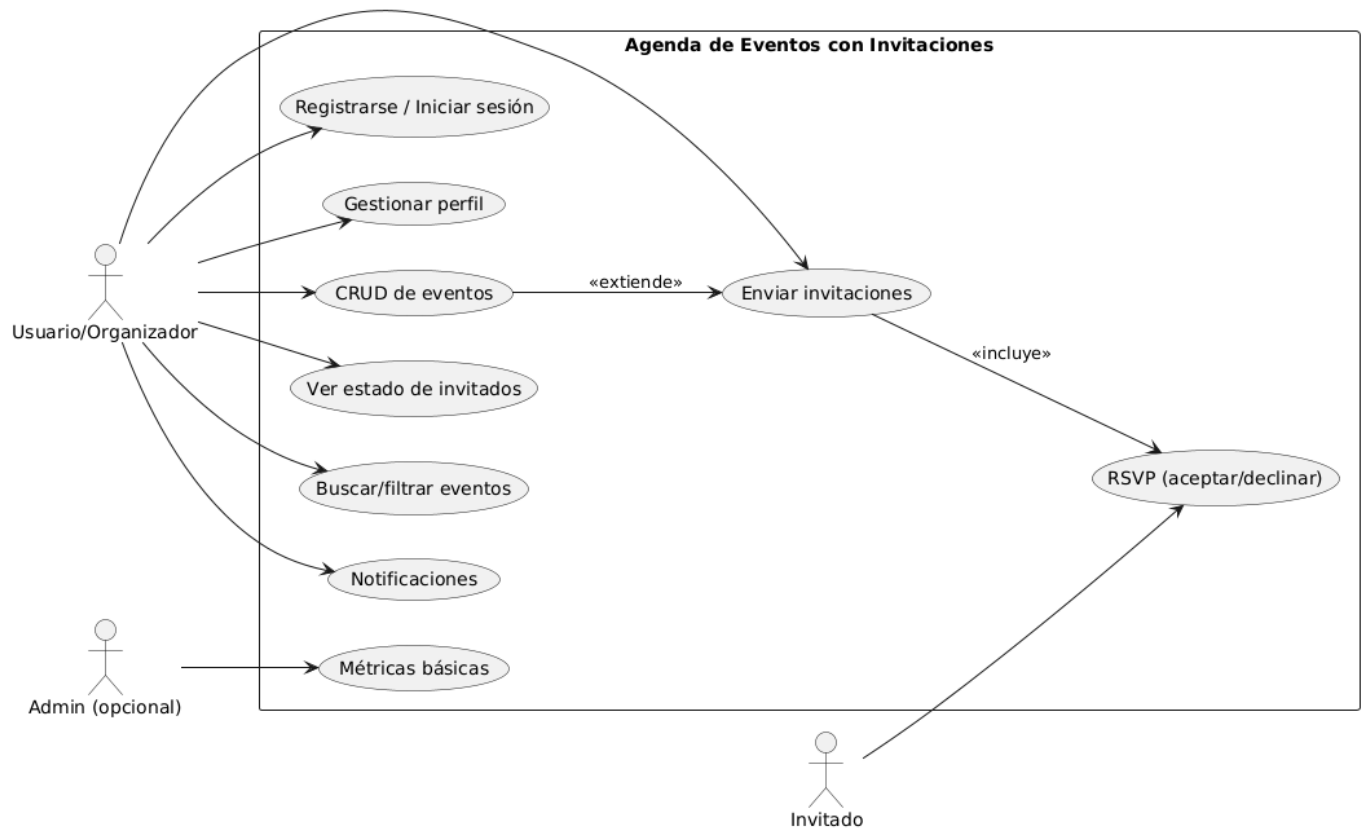 Agenda de Eventos con Invitaciones
Registrarse / Iniciar sesión
Gestionar perfil
CRUD de eventos
«extiende»
Enviar invitaciones
Usuario/Organizador
«incluye»
Ver estado de invitados
RSVP (aceptar/declinar)
Buscar/filtrar eventos
Notificaciones
Métricas básicas
Admin (opcional)
Invitado